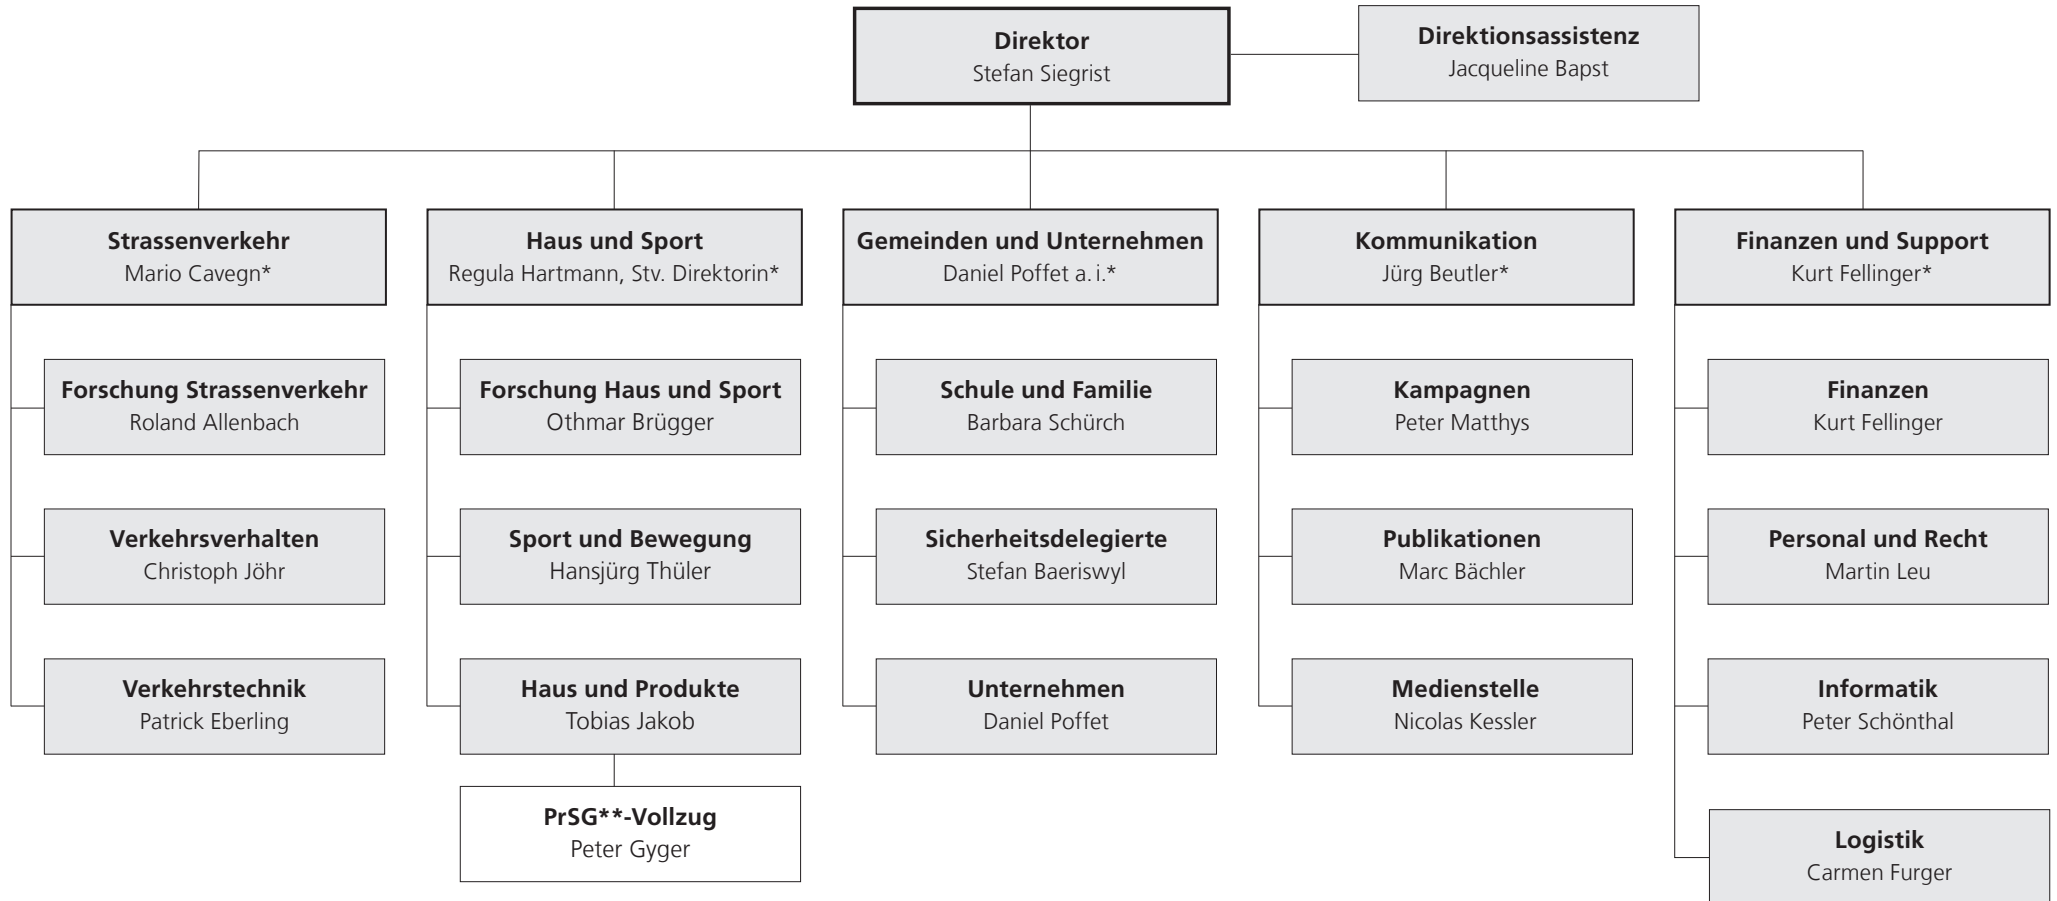 Direktor
Stefan Siegrist
Direktionsassistenz
Jacqueline Bapst
Strassenverkehr
Mario Cavegn*
Forschung Strassenverkehr
Roland Allenbach
Verkehrsverhalten
Christoph Jöhr
Verkehrstechnik
Patrick Eberling
Haus und Sport
Regula Hartmann, Stv. Direktorin*
Forschung Haus und Sport
Othmar Brügger
Sport und Bewegung
Hansjürg Thüler
Haus und Produkte
Tobias Jakob
PrSG**-Vollzug
Peter Gyger
Gemeinden und Unternehmen
Daniel Poffet a. i.*
Schule und Familie
Barbara Schürch
Sicherheitsdelegierte
Stefan Baeriswyl
Unternehmen
Daniel Poffet
Kommunikation
Jürg Beutler*
Kampagnen
Peter Matthys
Publikationen
Marc Bächler
Medienstelle
Nicolas Kessler
Finanzen und Support
Kurt Fellinger*
Finanzen
Kurt Fellinger
Personal und Recht
Martin Leu
Informatik
Peter Schönthal
Logistik
Carmen Furger